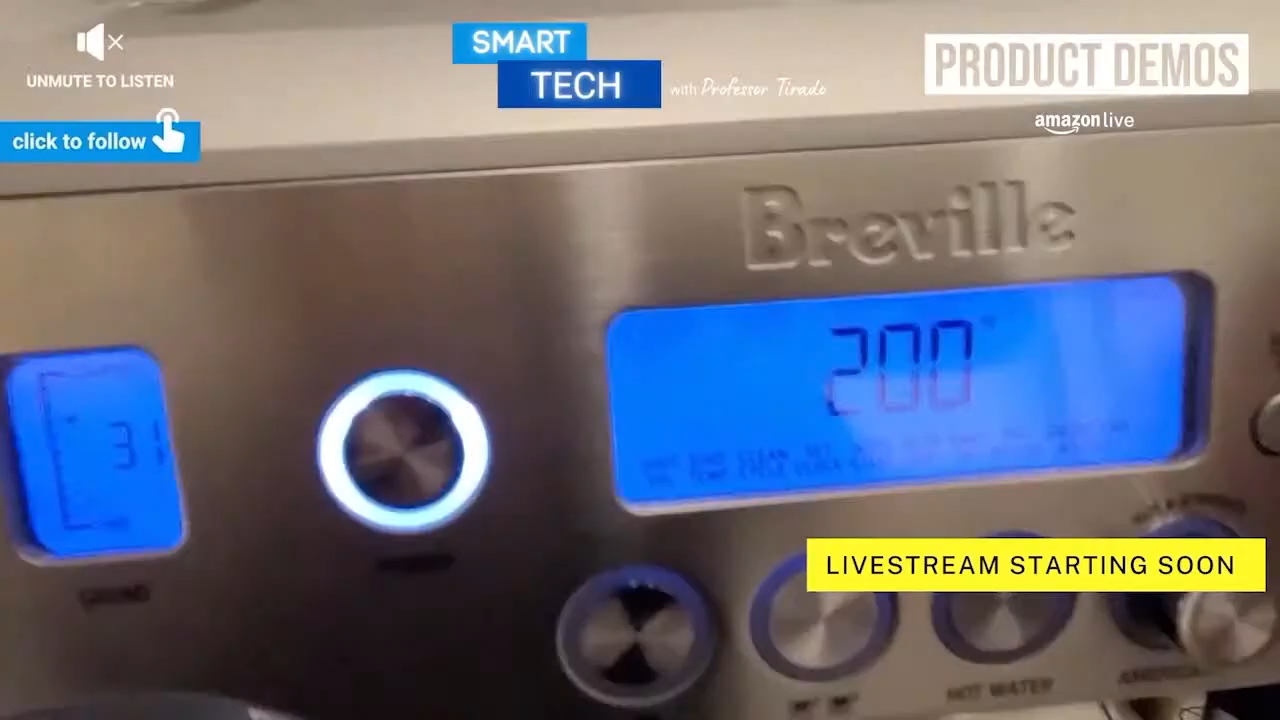 UNMUTE TO LISTEN
click to follow
SMART
TECH
with Professor Tirado
PRODUCT DEMOS
amazon live
Breville
200
31
GRIND
LIVESTREAM STARTING SOON
HOT WATER